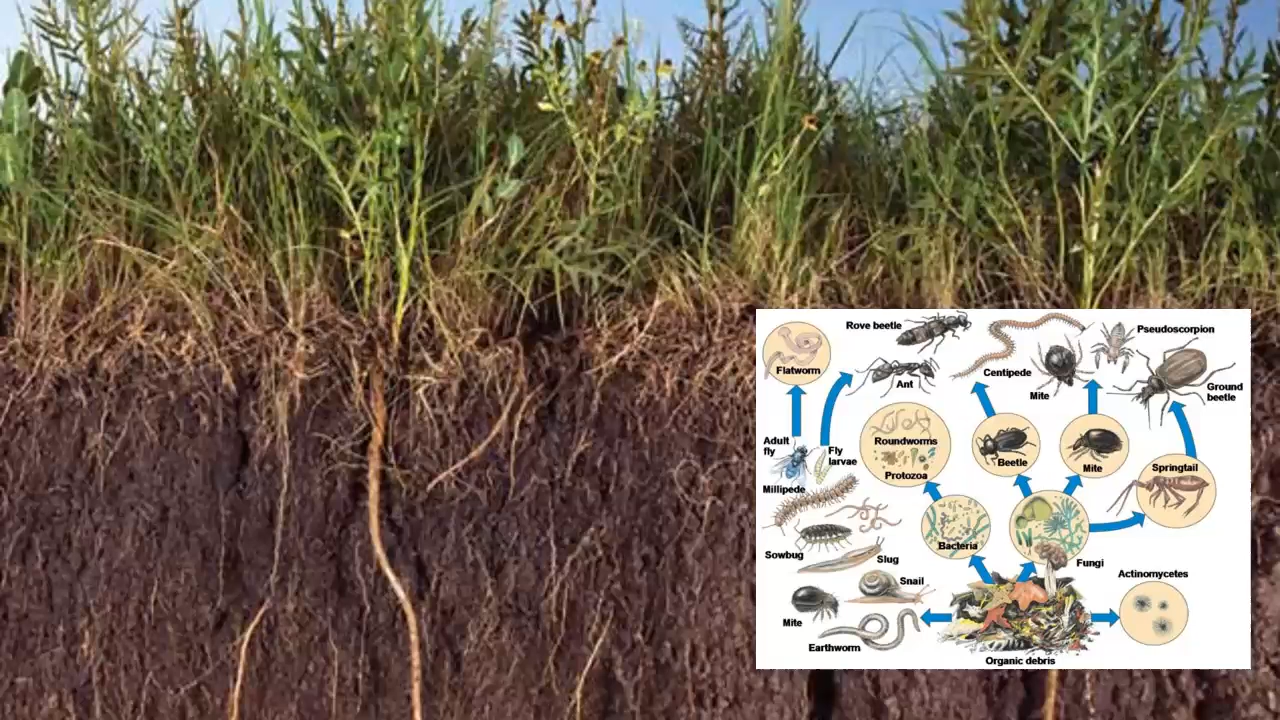 Rove beetle
Pseudoscorpion
Flatworm
Ant
Centipede
Mite
Ground
beetle
Adult
fly
Fly
larvae
Roundworms
Protozoa
Beetle
Mite
Springtail
Millipede
Bacteria
Sowbug
Slug
Fungi
Snail
Actinomycetes
Mite
Earthworm
Organic debris